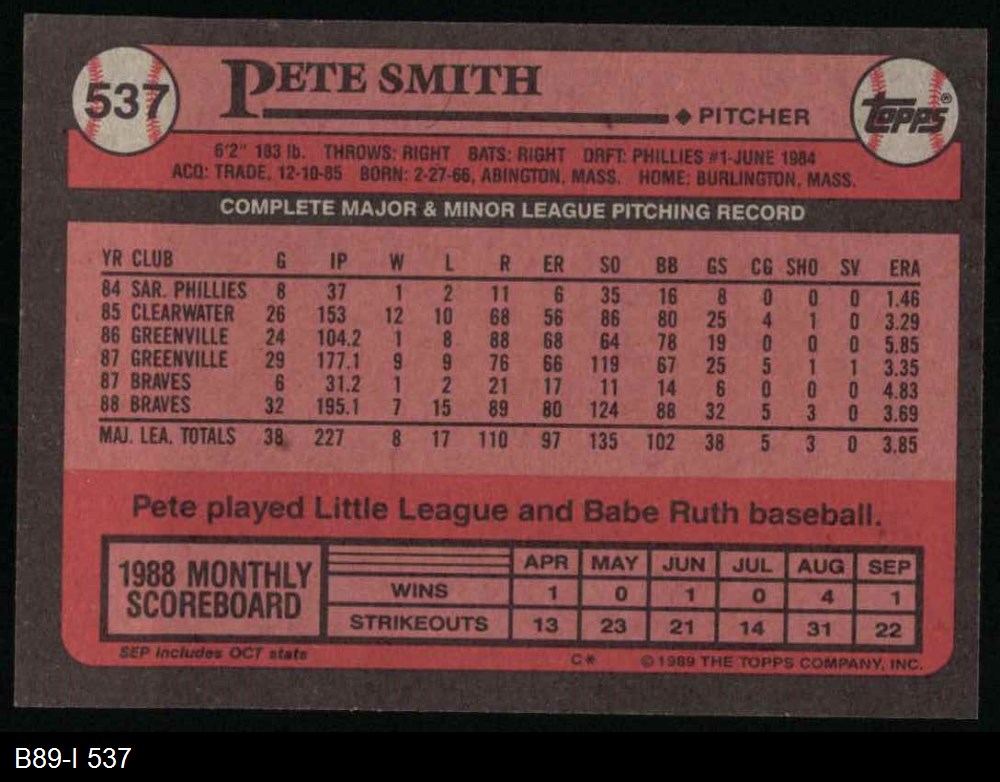 537
PETE SMITH
◆ PITCHER
TOPPS®
6'2" 183 lb. THROWS: RIGHT BATS: RIGHT DRFT: PHILLIES #1-JUNE 1984
ACQ: TRADE, 12-10-85 BORN: 2-27-66, ABINGTON, MASS. HOME: BURLINGTON, MASS.
COMPLETE MAJOR & MINOR LEAGUE PITCHING RECORD
YR CLUB G IP W L R ER SO BB GS CG SHO SV ERA
84 SAR. PHILLIES 8 37 1 2 11 6 35 16 8 0 0 0 1.46
85 CLEARWATER 26 153 12 10 68 56 86 80 25 4 1 0 3.29
86 GREENVILLE 24 104.2 1 8 88 68 64 78 19 0 0 0 5.85
87 GREENVILLE 29 177.1 9 9 76 66 119 67 25 5 1 1 3.35
87 BRAVES 6 31.2 1 2 21 17 11 14 6 0 0 0 4.83
88 BRAVES 32 195.1 7 15 89 80 124 88 32 5 3 0 3.69
MAJ. LEA. TOTALS 38 227 8 17 110 97 135 102 38 5 3 0 3.85
Pete played Little League and Babe Ruth baseball.
1988 MONTHLY SCOREBOARD
APR MAY JUN JUL AUG SEP
WINS 1 0 1 0 4 1
STRIKEOUTS 13 23 21 14 31 22
SEP includes OCT stats
C* ©1989 THE TOPPS COMPANY, INC.
B89-I 537